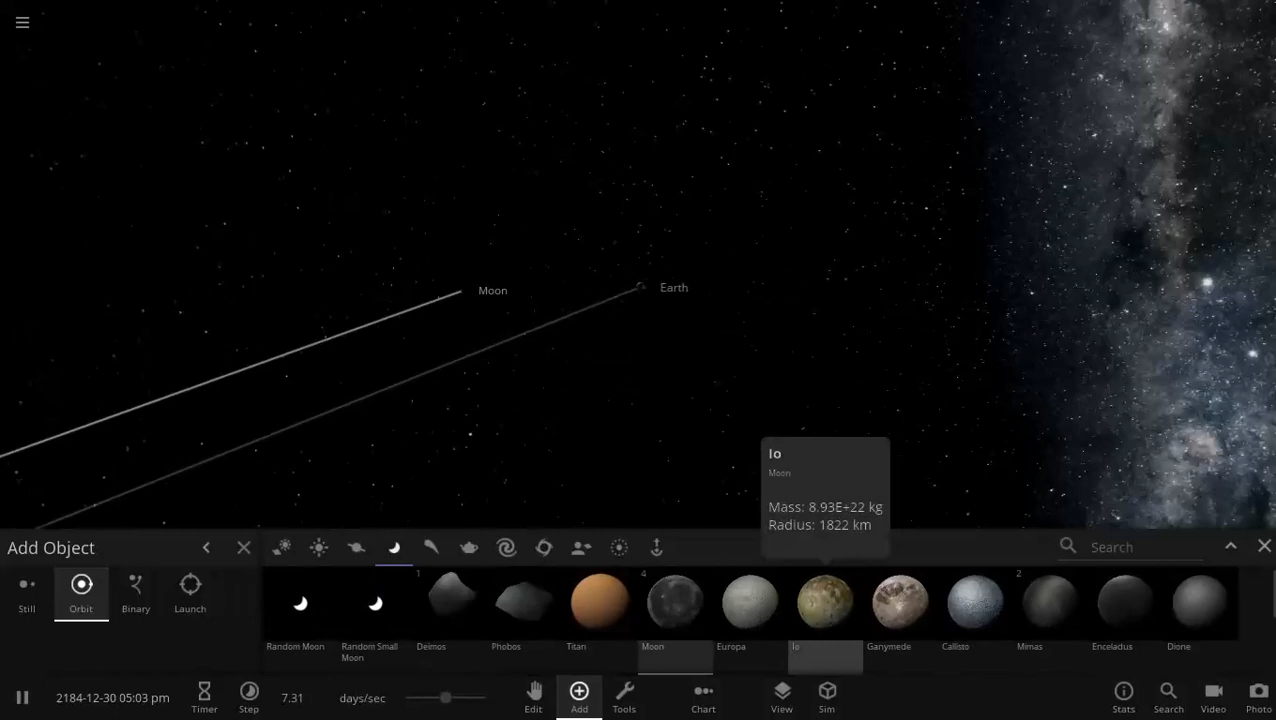 Moon
Earth
Io
Moon
Mass: 8.93E+22 kg
Radius: 1822 km
Add Object
Search
1
4
2
Still
Orbit
Binary
Launch
Random Moon
Random Small
Moon
Deimos
Phobos
Titan
Moon
Europa
Io
Ganymede
Callisto
Mimas
Enceladus
Dione
2184-12-30 05:03 pm
Timer
Step
7.31
days/sec
Edit
Add
Tools
Chart
View
Sim
Stats
Search
Video
Photo